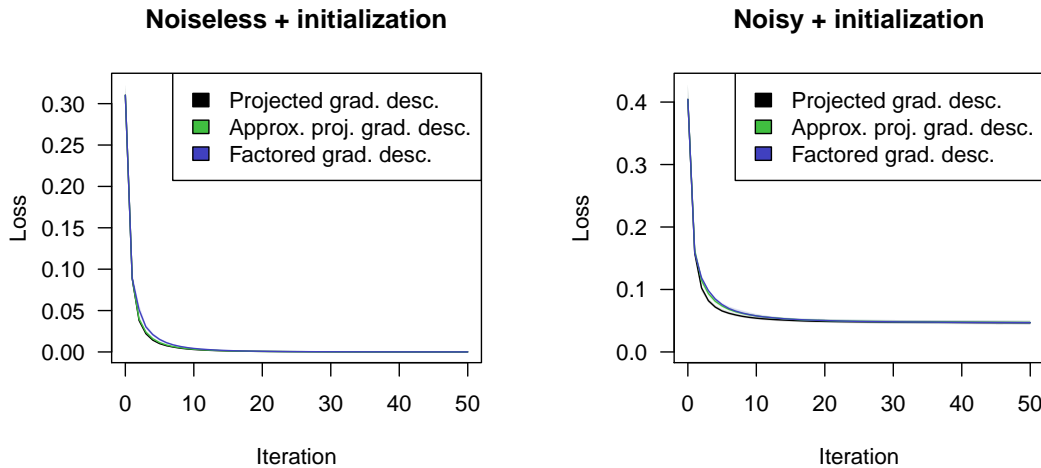 Noiseless + initialization
Projected grad. desc.
Approx. proj. grad. desc.
Factored grad. desc.
0.30
0.25
0.20
0.15
0.10
0.05
0.00
Loss
0 10 20 30 40 50
Iteration
Noisy + initialization
Projected grad. desc.
Approx. proj. grad. desc.
Factored grad. desc.
0.4
0.3
0.2
0.1
0.0
Loss
0 10 20 30 40 50
Iteration